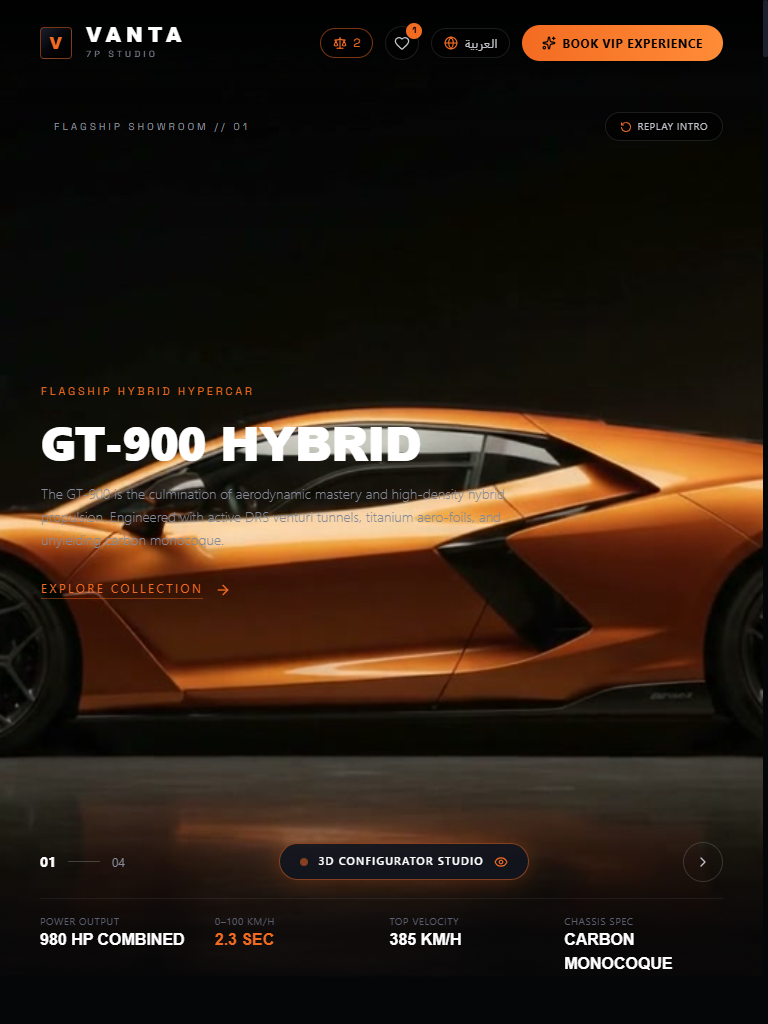 V
VANTA
7P STUDIO
2
1
العربية
BOOK VIP EXPERIENCE
FLAGSHIP SHOWROOM // 01
REPLAY INTRO
FLAGSHIP HYBRID HYPERCAR
GT-900 HYBRID
The GT-900 is the culmination of aerodynamic mastery and high-density hybrid
propulsion. Engineered with active DRS venturi tunnels, titanium aero-foils, and
unyielding carbon monocoque.
EXPLORE COLLECTION
01
04
3D CONFIGURATOR STUDIO
POWER OUTPUT
980 HP COMBINED
0–100 KM/H
2.3 SEC
TOP VELOCITY
385 KM/H
CHASSIS SPEC
CARBON
MONOCOQUE